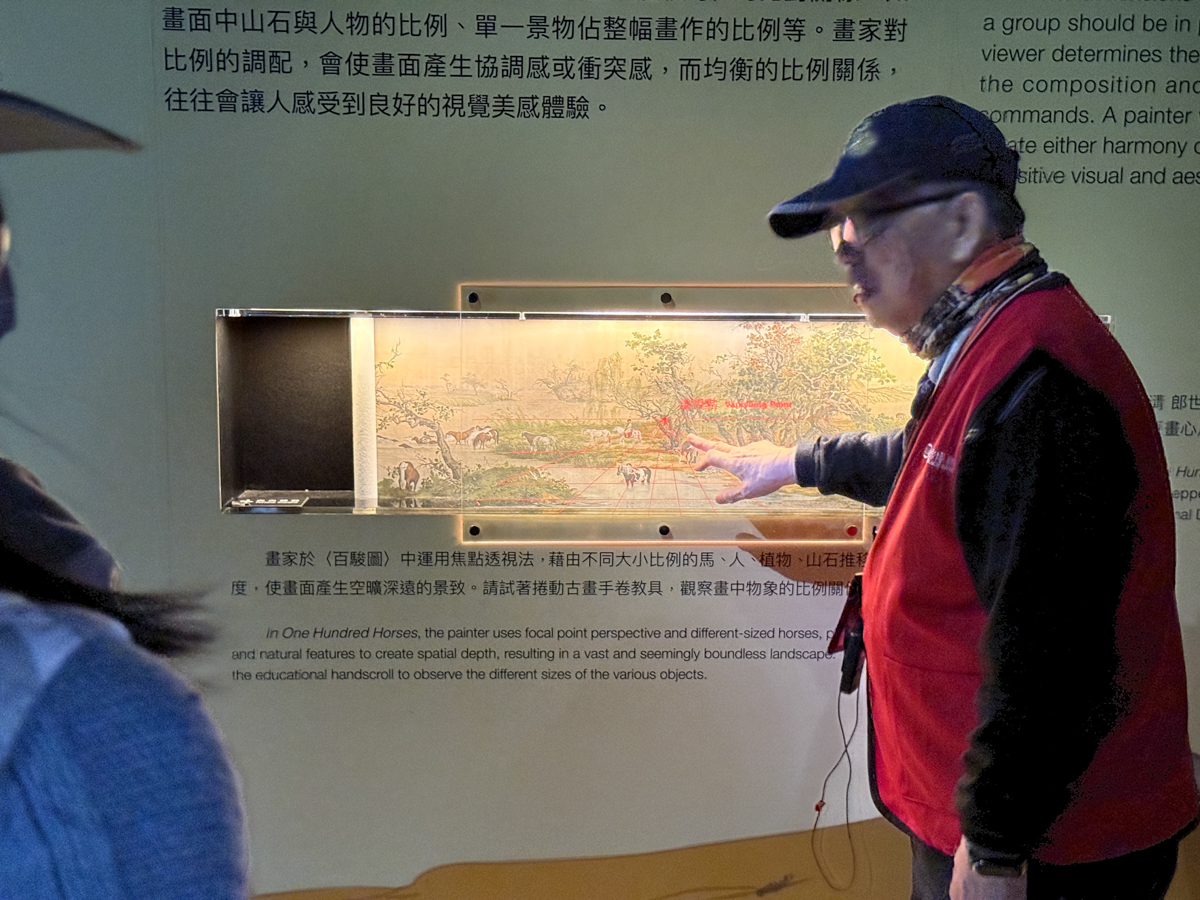 畫面中山石與人物的比例、單一景物佔整幅畫作的比例等。畫家對
比例的調配，會使畫面產生協調感或衝突感，而均衡的比例關係，
往往會讓人感受到良好的視覺美感體驗。
a group should be in
viewer determines the
the composition and
commands. A painter
ate either harmony
sitive visual and aes
Vanishing Point
畫家於〈百駿圖〉中運用焦點透視法，藉由不同大小比例的馬、人、植物、山石推移
度，使畫面產生空曠深遠的景致。請試著捲動古畫手卷教具，觀察畫中物象的比例關係
In One Hundred Horses, the painter uses focal point perspective and different-sized horses, p
and natural features to create spatial depth, resulting in a vast and seemingly boundless landscape.
the educational handscroll to observe the different sizes of the various objects.
清 郎世
畫心
Hun